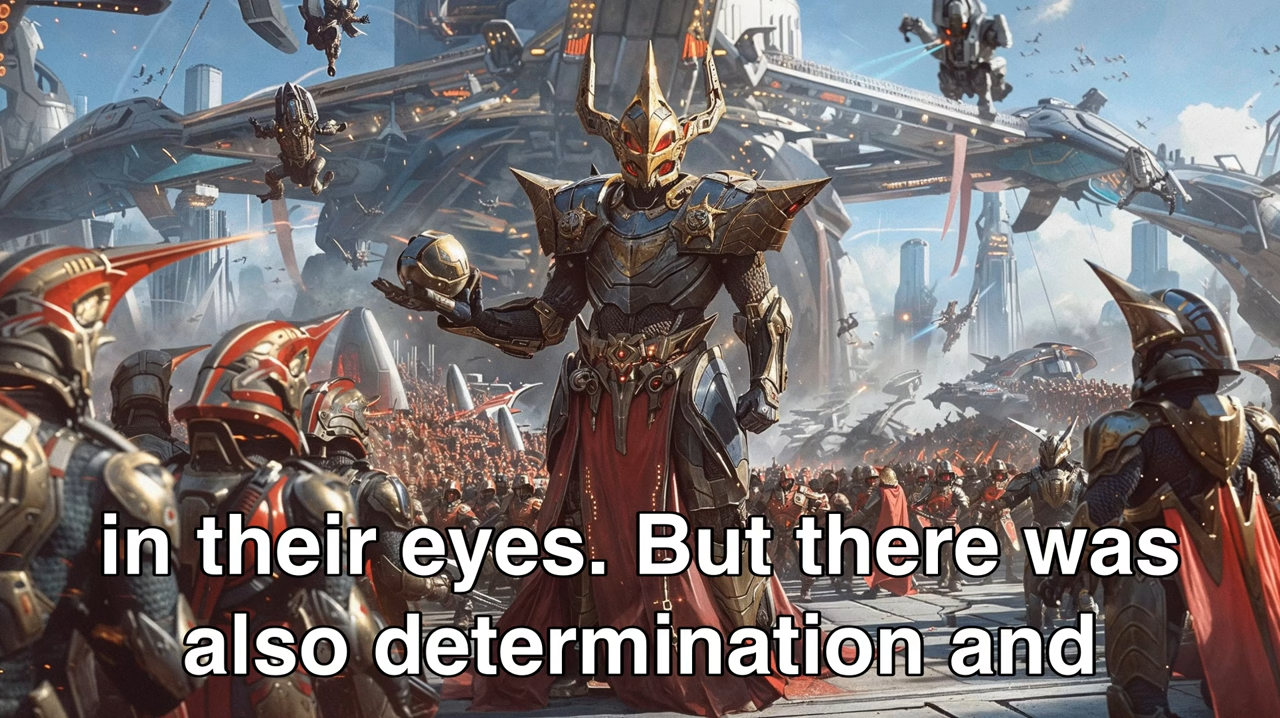 in their eyes. But there was
also determination and